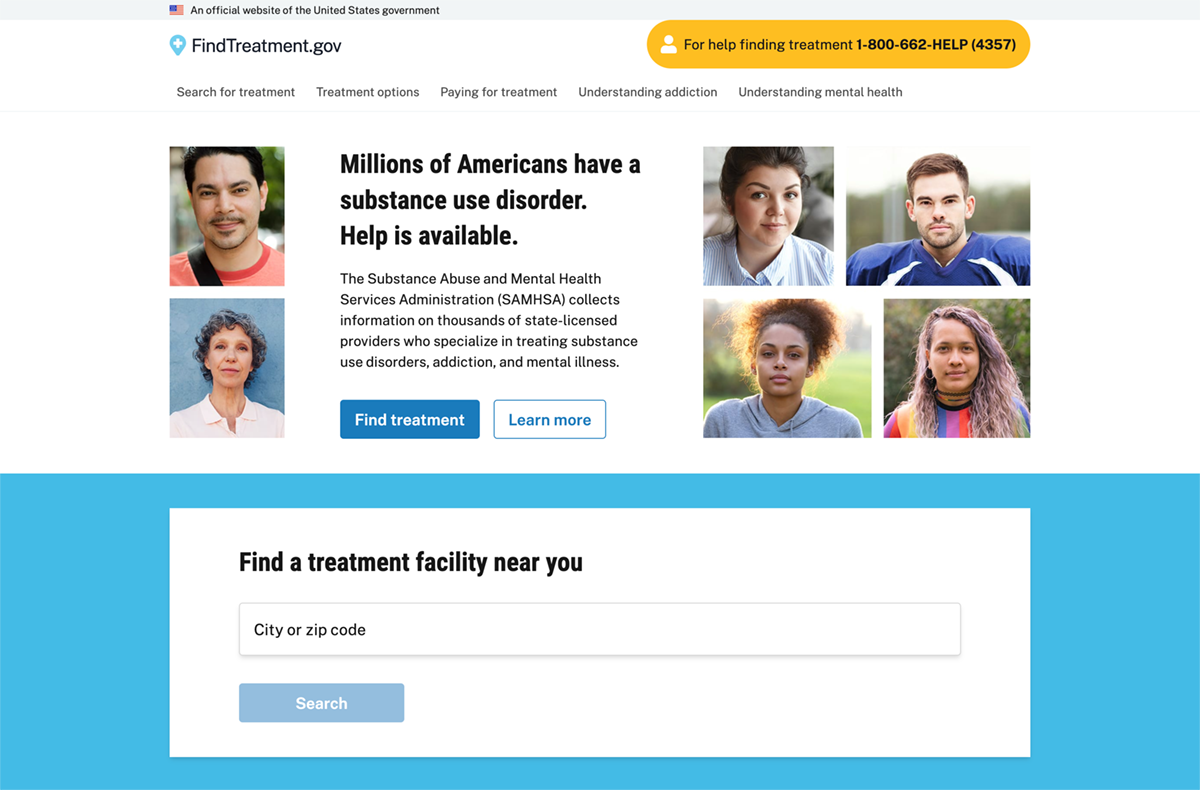 An official website of the United States government
FindTreatment.gov
For help finding treatment 1-800-662-HELP (4357)
Search for treatment
Treatment options
Paying for treatment
Understanding addiction
Understanding mental health
Millions of Americans have a
substance use disorder.
Help is available.
The Substance Abuse and Mental Health
Services Administration (SAMHSA) collects
information on thousands of state-licensed
providers who specialize in treating substance
use disorders, addiction, and mental illness.
Find treatment
Learn more
Find a treatment facility near you
City or zip code
Search